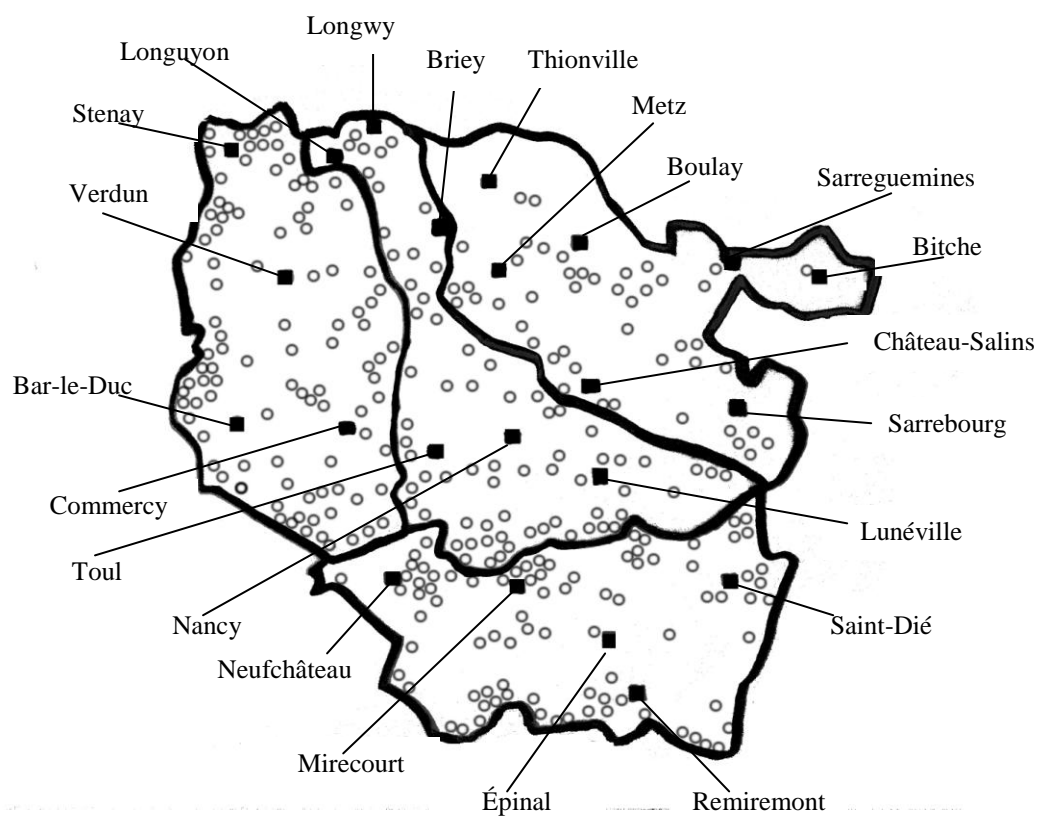 Longwy
Longuyon
Briey
Thionville
Stenay
Metz
Boulay
Sarreguemines
Verdun
Bitche
Château-Salins
Bar-le-Duc
Sarrebourg
Commercy
Lunéville
Toul
Nancy
Saint-Dié
Neufchâteau
Mirecourt
Épinal
Remiremont